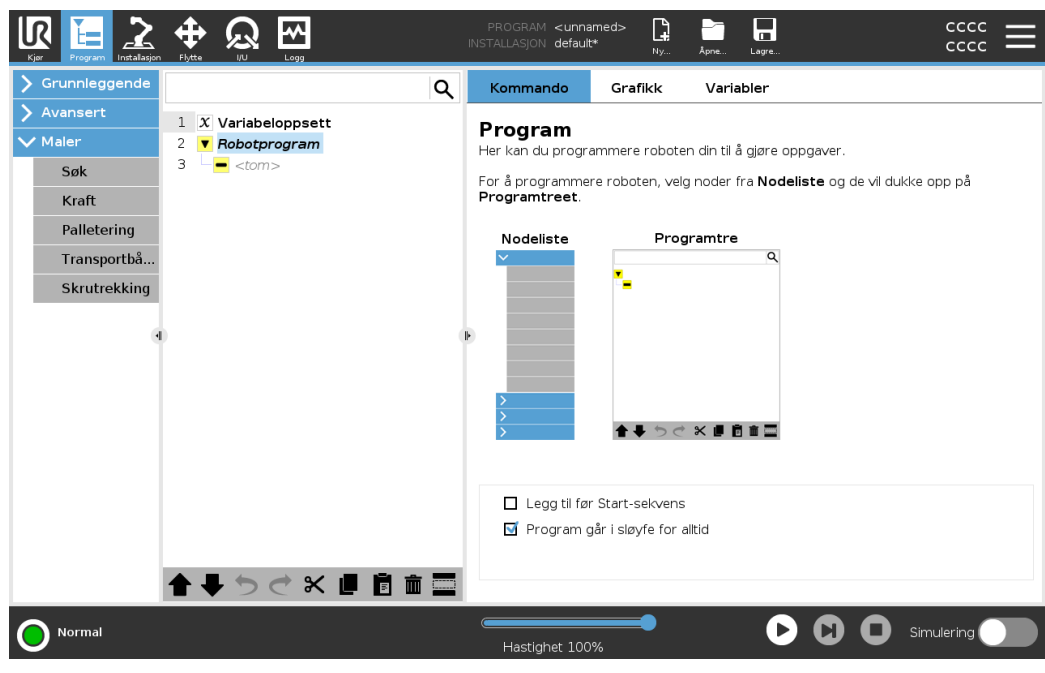 PROGRAM <unnamed>
INSTALLASJON default*
CCCC
CCCC
UR
Kjør
Program
Installasjon
Flytte
I/U
Logg
Ny...
Åpne...
Lagre...
Grunnleggende
Avansert
Maler
Søk
Kraft
Palletering
Transportbå...
Skrutrekking
1 X Variabeloppsett
2 Robotprogram
3 <tom>
Kommando
Grafikk
Variabler
Program
Her kan du programmere roboten din til å gjøre oppgaver.
For å programmere roboten, velg noder fra Nodeliste og de vil dukke opp på
Programtreet.
Nodeliste
Programtre
Legg til før Start-sekvens
Program går i sløyfe for alltid
Normal
Hastighet 100%
Simulering